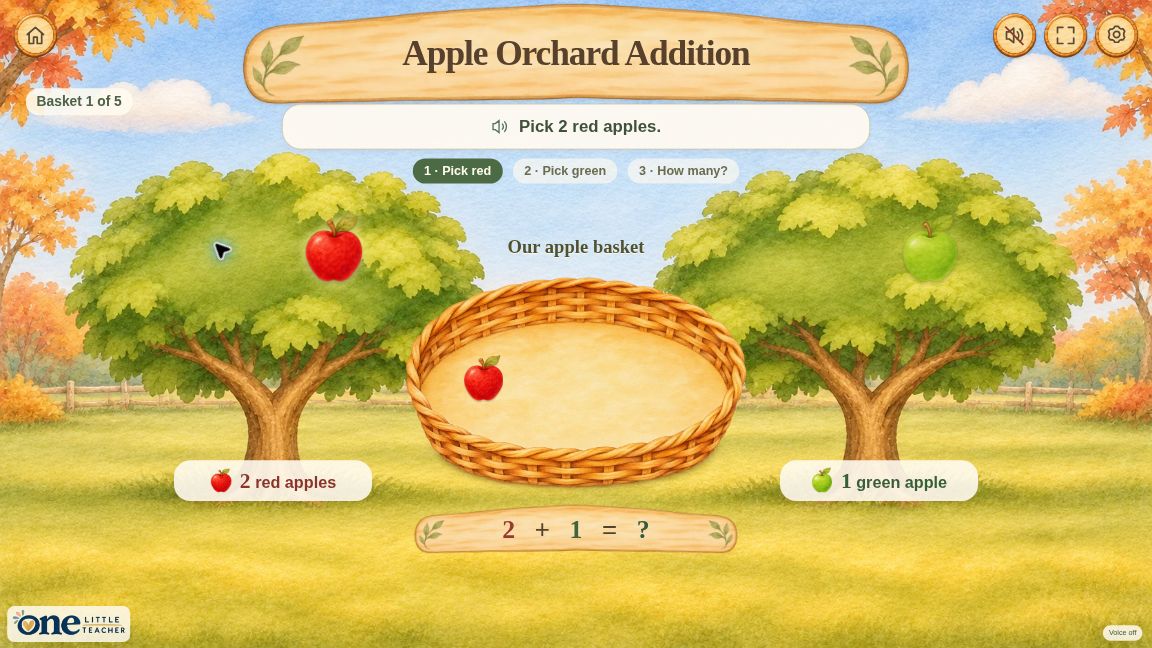 Apple Orchard Addition
Basket 1 of 5
Pick 2 red apples.
1 · Pick red
2 · Pick green
3 · How many?
Our apple basket
2 red apples
1 green apple
2 + 1 = ?
one LITTLE TEACHER
Voice off